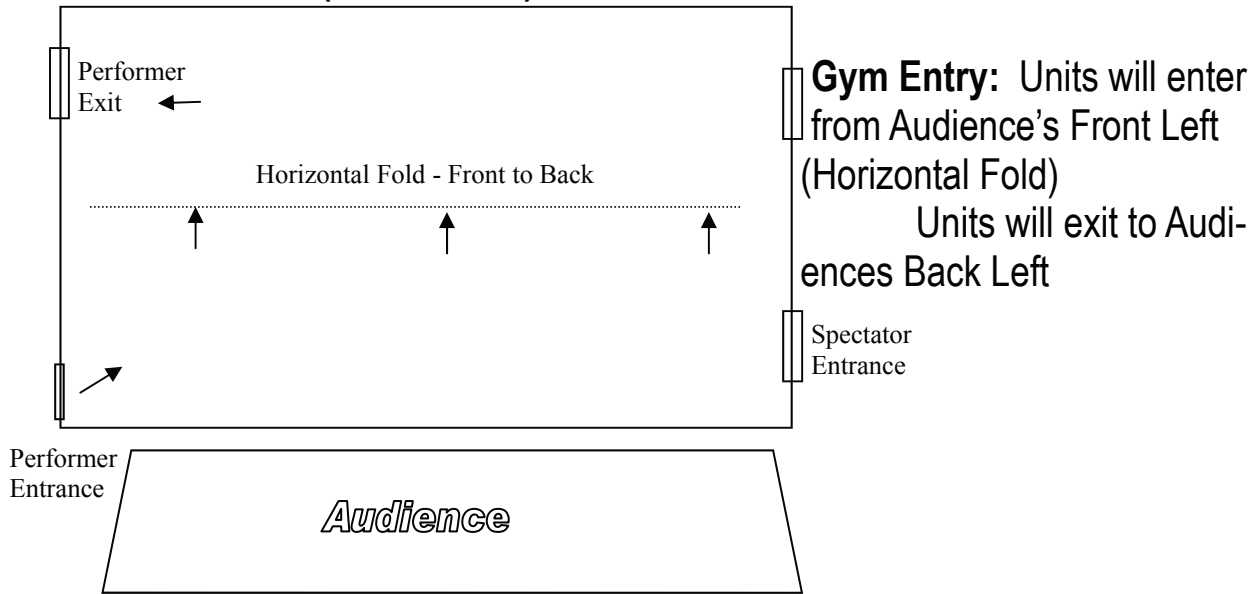 Performer
Exit
Gym Entry: Units will enter
from Audience's Front Left
(Horizontal Fold)
Units will exit to Audi-
ences Back Left
Horizontal Fold - Front to Back
Spectator
Entrance
Performer
Entrance
Audience